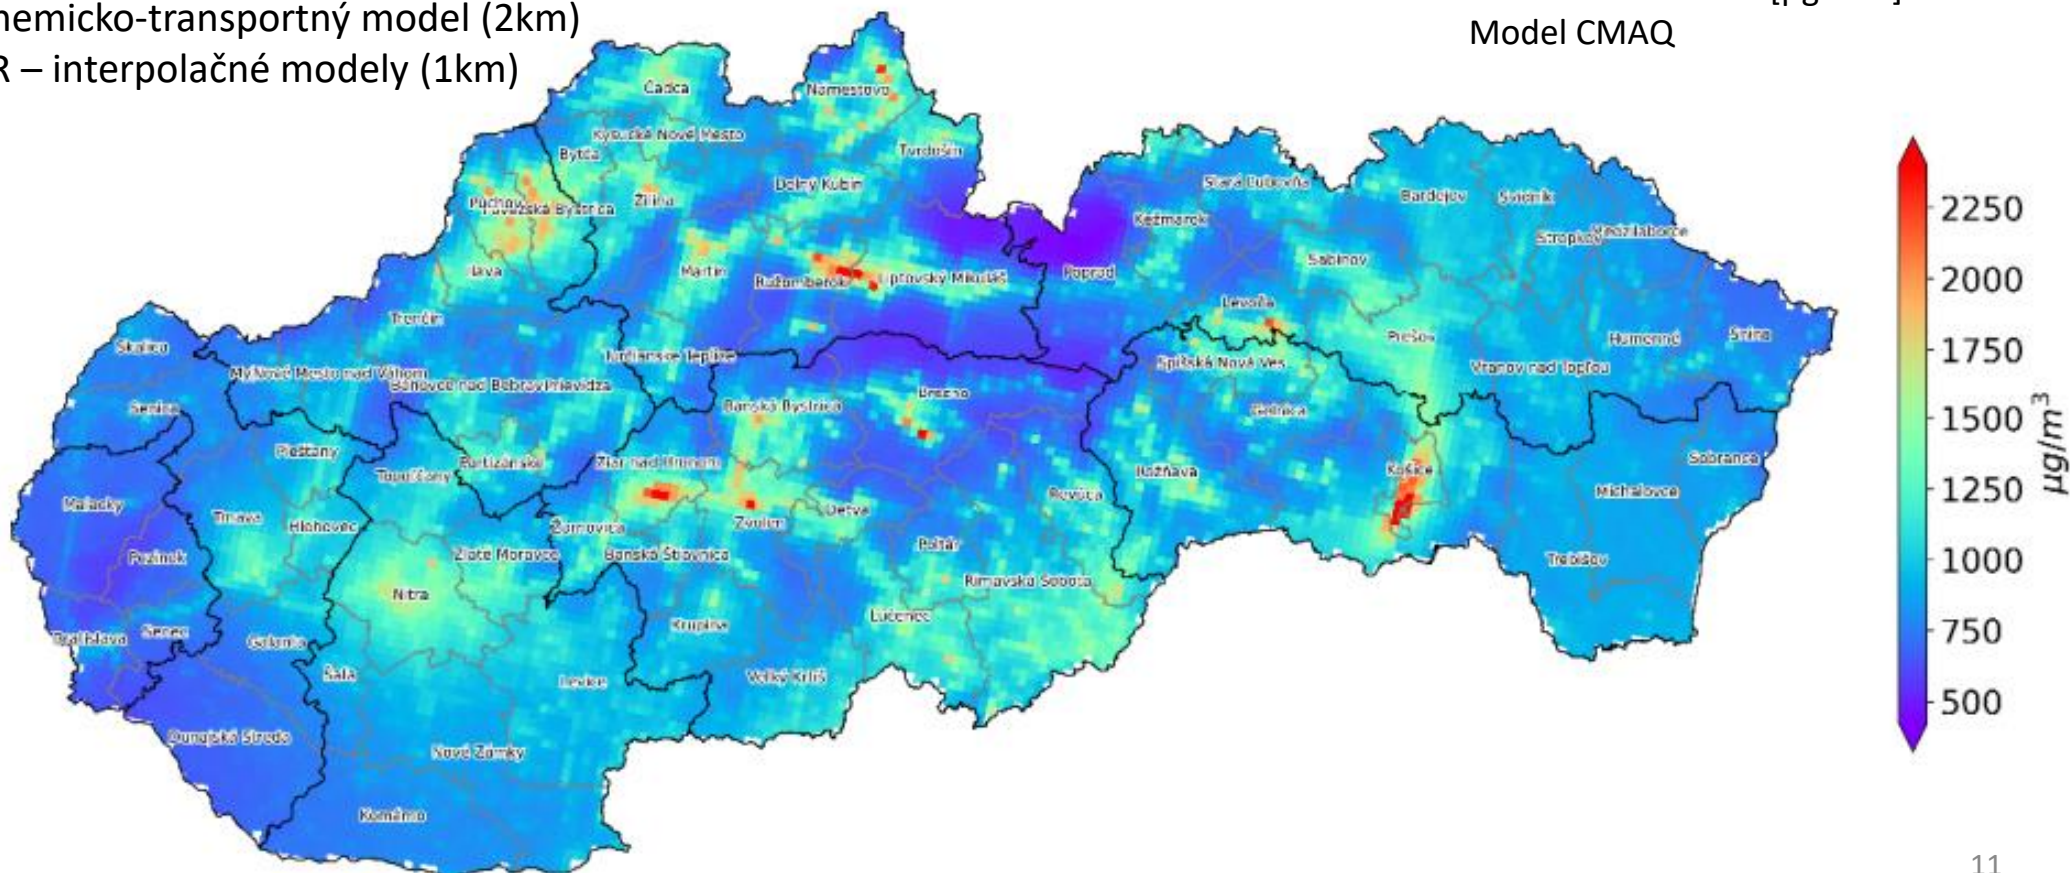 hemicko-transportný model (2km)
R – interpolačné modely (1km)
Model CMAQ
Čadca
Námestovo
Kysucké Nové Mesto
Bytča
Tvrdošín
Dolný Kubín
Stará Ľubovňa
Bardejov
Svidník
Púchov
Považská Bystrica
Žilina
Kežmarok
Stropkov
Medzilaborce
Ilava
Martin
Ružomberok
Liptovský Mikuláš
Poprad
Sabinov
Levoča
Trenčín
Skalica
Turčianske Teplice
Prešov
Humenné
Snina
Spišská Nová Ves
Vranov nad Topľou
Nové Mesto nad Váhom
Bánovce nad Bebravou
Prievidza
Senica
Banská Bystrica
Brezno
Gelnica
Piešťany
Topoľčany
Partizánske
Žiar nad Hronom
Rožňava
Košice
Sobrance
Michalovce
Malacky
Trnava
Hlohovec
Žarnovica
Zvolen
Detva
Revúca
Pezinok
Zlaté Moravce
Banská Štiavnica
Poltár
Trebišov
Nitra
Rimavská Sobota
Krupina
Lučenec
Bratislava
Senec
Galanta
Šaľa
Levice
Veľký Krtíš
Dunajská Streda
Nové Zámky
Komárno
2250
2000
1750
1500
1250
1000
750
500
µg/m³
11